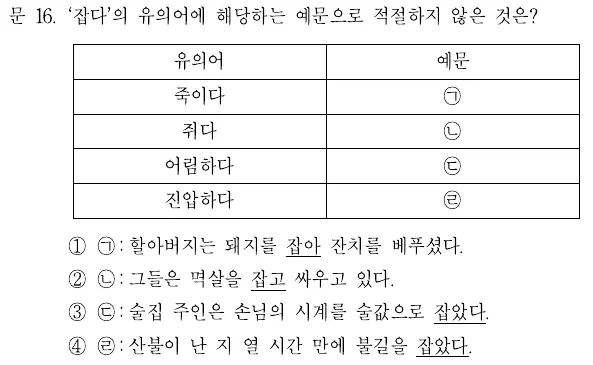 문 16. ‘잡다’의 유의어에 해당하는 예문으로 적절하지 않은 것은?
유의어 예문
죽이다 ㉠
쥐다 ㉡
어림하다 ㉢
진압하다 ㉣
① ㉠: 할아버지는 돼지를 잡아 잔치를 베푸셨다.
② ㉡: 그들은 멱살을 잡고 싸우고 있다.
③ ㉢: 술집 주인은 손님의 시계를 술값으로 잡았다.
④ ㉣: 산불이 난 지 열 시간 만에 불길을 잡았다.